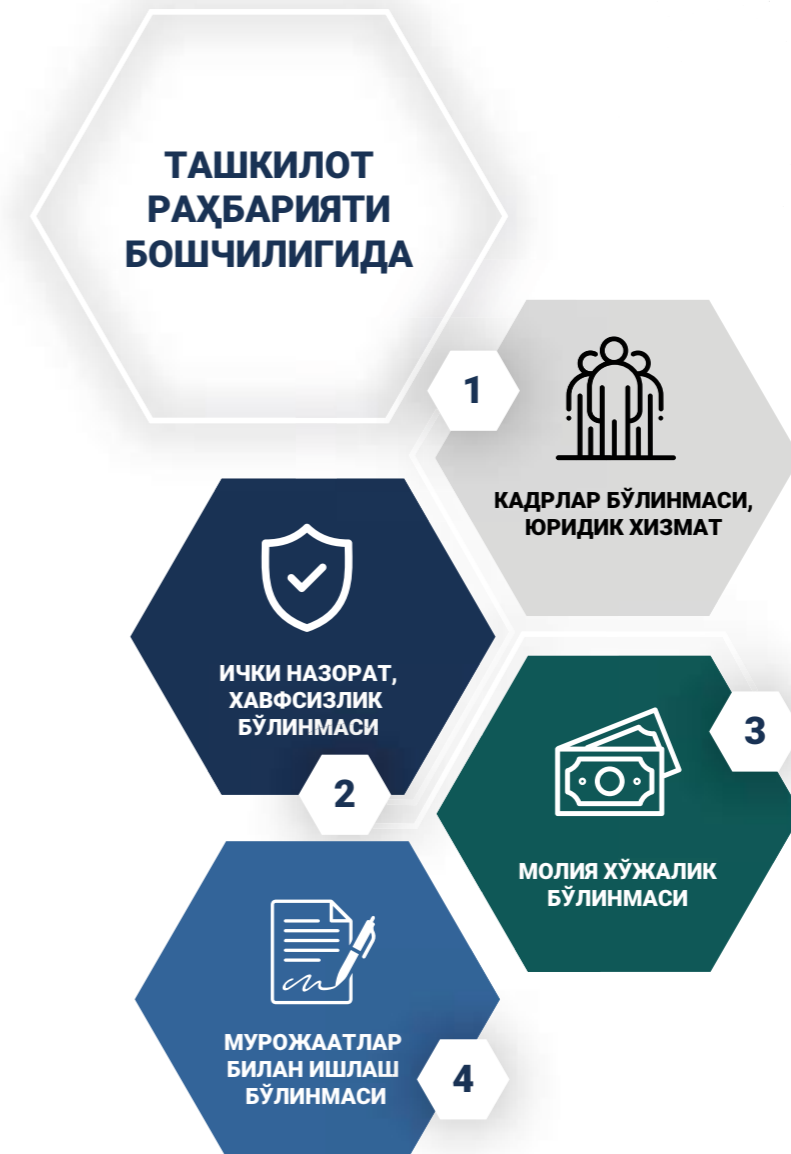 ТАШКИЛОТ
РАҲБАРИЯТИ
БОШЧИЛИГИДА
1
КАДРЛАР БЎЛИНМАСИ,
ЮРИДИК ХИЗМАТ
ИЧКИ НАЗОРАТ,
ХАВФСИЗЛИК
БЎЛИНМАСИ
2
3
МОЛИЯ ХЎЖАЛИК
БЎЛИНМАСИ
МУРОЖААТЛАР
БИЛАН ИШЛАШ
БЎЛИНМАСИ
4